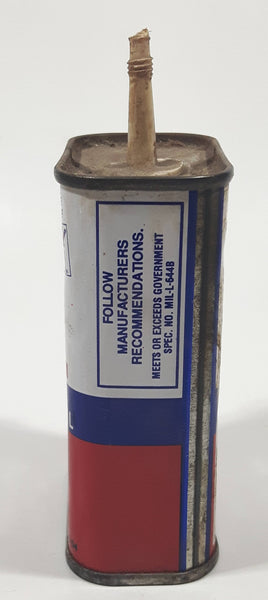 FOLLOW
MANUFACTURERS
RECOMMENDATIONS.
MEETS OR EXCEEDS GOVERNMENT
SPEC. NO. MIL-L-644B
L